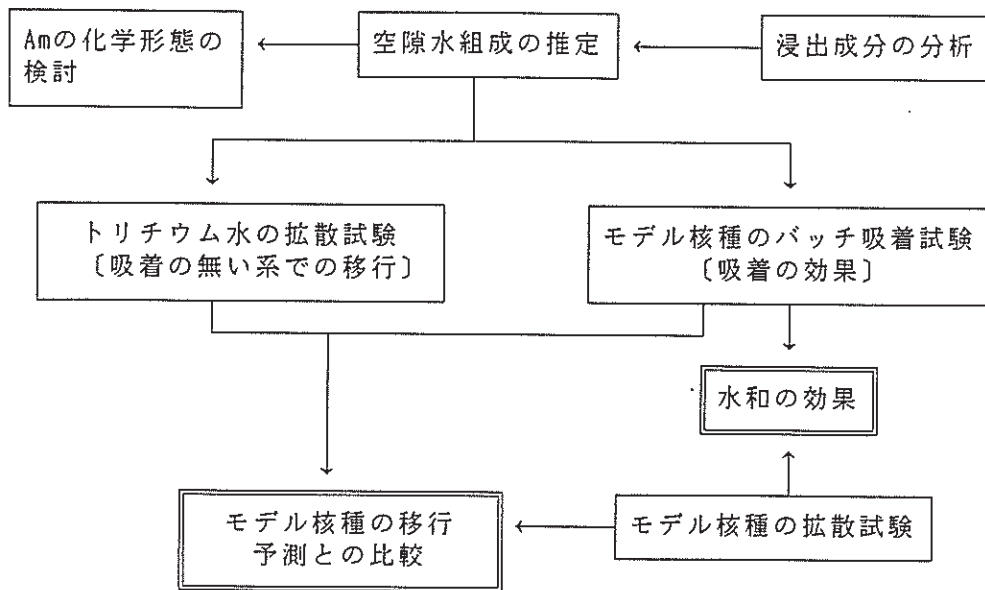 Amの化学形態の
検討
空隙水組成の推定
浸出成分の分析
トリチウム水の拡散試験
〔吸着の無い系での移行〕
モデル核種のバッチ吸着試験
〔吸着の効果〕
水和の効果
モデル核種の移行
予測との比較
モデル核種の拡散試験